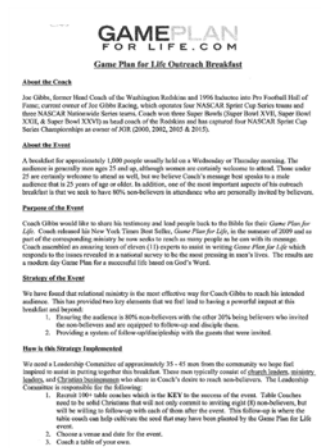 GAMEPLAN
FOR LIFE.COM
Game Plan for Life Outreach Breakfast
About the Coach
Joe Gibbs, former Head Coach of the Washington Redskins and 1996 Inductee into Pro Football Hall of
Fame; current owner of Joe Gibbs Racing, which operates four NASCAR Sprint Cup Series teams and
three NASCAR Nationwide Series teams. Coach won three Super Bowls (Super Bowl XVII, Super Bowl
XXII, & Super Bowl XXVI) as head coach of the Redskins and has captured four NASCAR Sprint Cup
Series Championships as owner of JGR (2000, 2002, 2005 & 2015).
About the Event
A breakfast for approximately 1,000 people usually held on a Wednesday or Thursday morning. The
audience is generally men ages 25 and up, although women are certainly welcome to attend. Those under
25 are certainly welcome to attend as well, but we believe Coach's message best speaks to a male
audience that is 25 years of age or older. In addition, one of the most important aspects of his outreach
breakfast is that we seek to have 80% non-believers in attendance who are personally invited by believers.
Purpose of the Event
Coach Gibbs would like to share his testimony and lead people back to the Bible for their Game Plan for
Life. Coach released his New York Times Best Seller, Game Plan for Life, in the summer of 2009 and as
part of the corresponding ministry he now seeks to reach as many people as he can with its message.
Coach assembled an amazing team of eleven (11) experts to assist in writing Game Plan for Life which
responds to the issues revealed in a national survey to be the most pressing in men's lives. The results are
a modern day Game Plan for a successful life based on God's Word.
Strategy of the Event
We have found that relational ministry is the most effective way for Coach Gibbs to reach his intended
audience. This has provided two key elements that we feel lead to having a powerful impact at this
breakfast and beyond:
1. Ensuring the audience is 80% non-believers with the other 20% being believers who invited
the non-believers and are equipped to follow-up and disciple them.
2. Providing a system of follow-up/discipleship with the guests that were invited.
How is this Strategy Implemented
We need a Leadership Committee of approximately 35 - 45 men from the community we hope feel
inspired to assist in putting together this breakfast. These men typically consist of church leaders, ministry
leaders, and Christian businessmen who share in Coach's desire to reach non-believers. The Leadership
Committee is responsible for the following:
1. Recruit 100+ table coaches which is the KEY to the success of the event. Table Coaches
need to be solid Christians that will not only commit to inviting eight (8) non-believers, but
will be willing to follow-up with each of them after the event. This follow-up is where the
table coach can help cultivate the seed that may have been planted by the Game Plan for Life
event.
2. Choose a venue and date for the event.
3. Coach a table of your own.